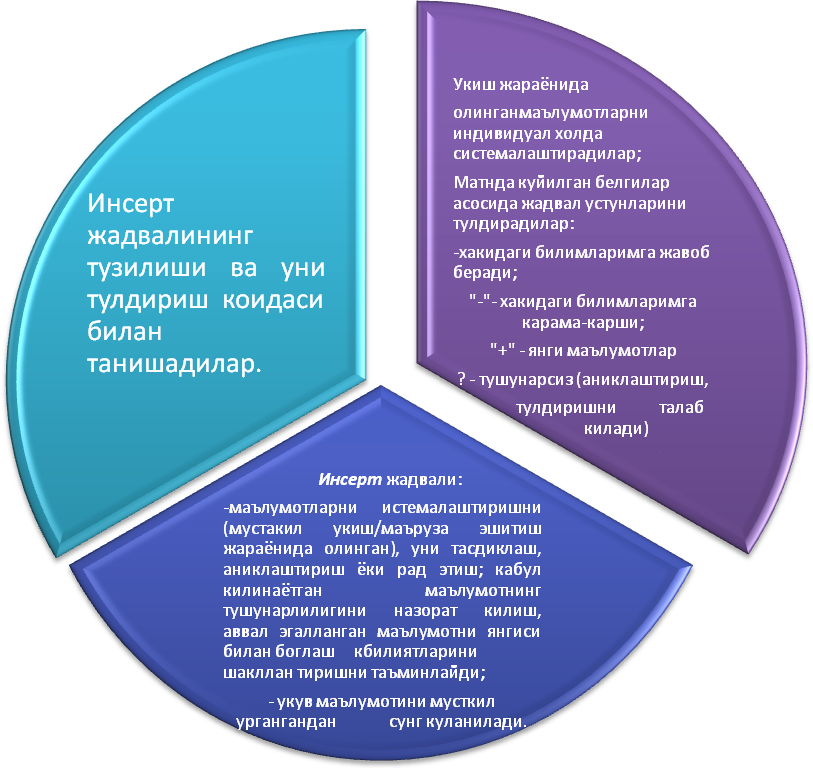 Инсерт
жадвалининг
тузилиши ва уни
тулдириш коидаси
билан
танишадилар.
Укиш жараёнида
олинганмаълумотларни
индивидуал холда
системалаштирадилар;
Матнда куйилган белгилар
асосида жадвал устунларини
тулдирадилар:
-хакидаги билимларимга жавоб
беради;
"-"- хакидаги билимларимга
карама-карши;
"+" - янги маълумотлар
? - тушунарсиз (аниклаштириш,
тулдиришни талаб
килади)
Инсерт жадвали:
-маълумотларни истемалаштиришни
(мустакил укиш/маъруза эшитиш
жараёнида олинган), уни тасдиклаш,
аниклаштириш ёки рад этиш; кабул
килинаётган маълумотнинг
тушунарлилигини назорат килиш,
аввал эгалланган маълумотни янгиси
билан боглаш кбилиятларини
шакллан тиришни таъминлайди;
- укув маълумотини мусткил
ургангандан сунг куланилади.